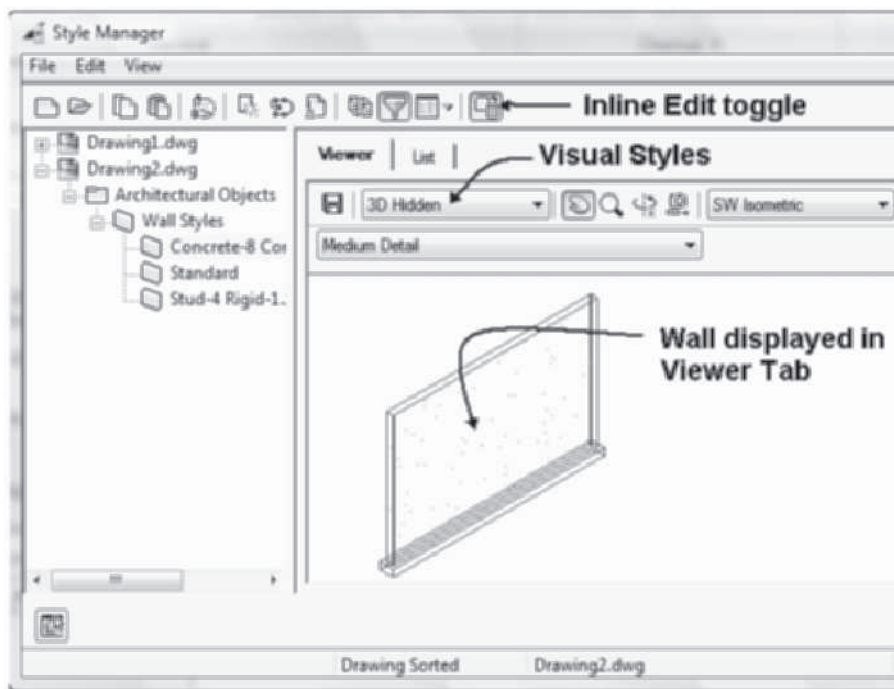 Style Manager
File Edit View
Inline Edit toggle
Drawing1.dwg
Drawing2.dwg
Architectural Objects
Wall Styles
Concrete-8 Cor
Standard
Stud-4 Rigid-1.
Viewer List
Visual Styles
3D Hidden
SW Isometric
Medium Detail
Wall displayed in
Viewer Tab
Drawing Sorted Drawing2.dwg